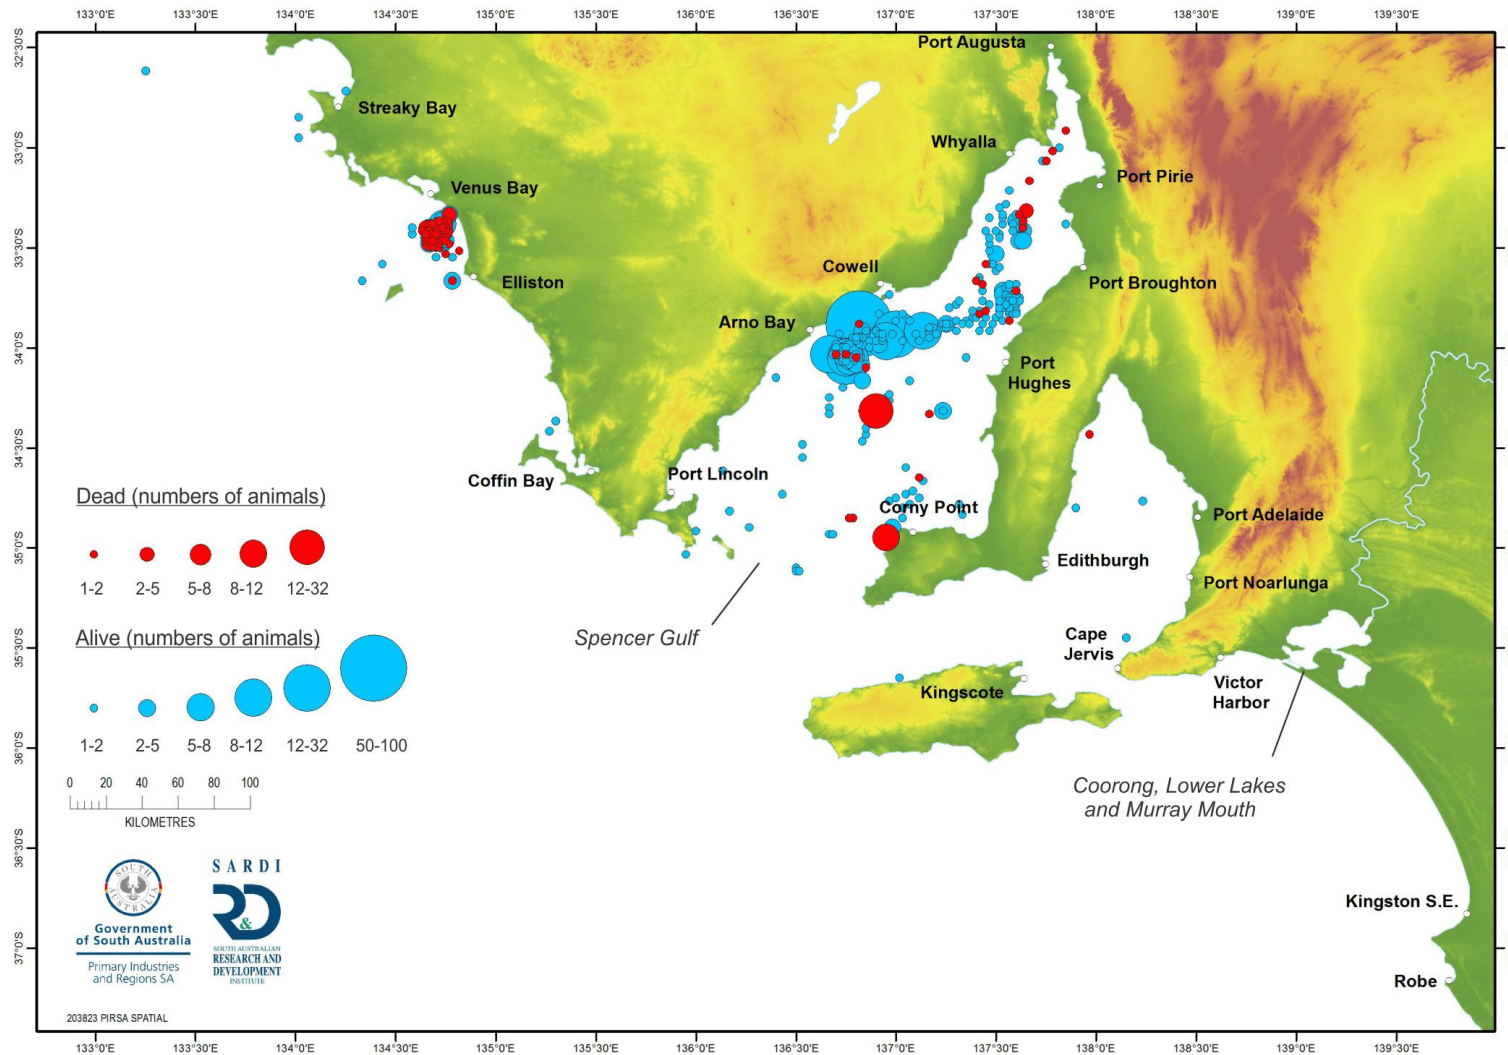 133°0'E 133°30'E 134°0'E 134°30'E 135°0'E 135°30'E 136°0'E 136°30'E 137°0'E 137°30'E 138°0'E 138°30'E 139°0'E 139°30'E
32°30'S
33°0'S
33°30'S
34°0'S
34°30'S
35°0'S
35°30'S
36°0'S
36°30'S
37°0'S
Port Augusta
Streaky Bay
Whyalla
Port Pirie
Venus Bay
Cowell
Elliston
Port Broughton
Arno Bay
Port
Hughes
Coffin Bay
Port Lincoln
Corny Point
Port Adelaide
Edithburgh
Port Noarlunga
Spencer Gulf
Cape
Jervis
Kingscote
Victor
Harbor
Coorong, Lower Lakes
and Murray Mouth
Kingston S.E.
Robe
Dead (numbers of animals)
1-2 2-5 5-8 8-12 12-32
Alive (numbers of animals)
1-2 2-5 5-8 8-12 12-32 50-100
0 20 40 60 80 100
KILOMETRES
SOUTH AUSTRALIA
Government
of South Australia
Primary Industries
and Regions SA
SARDI
R&D
SOUTH AUSTRALIAN
RESEARCH AND
DEVELOPMENT
INSTITUTE
203823 PIRSA SPATIAL
133°0'E 133°30'E 134°0'E 134°30'E 135°0'E 135°30'E 136°0'E 136°30'E 137°0'E 137°30'E 138°0'E 138°30'E 139°0'E 139°30'E